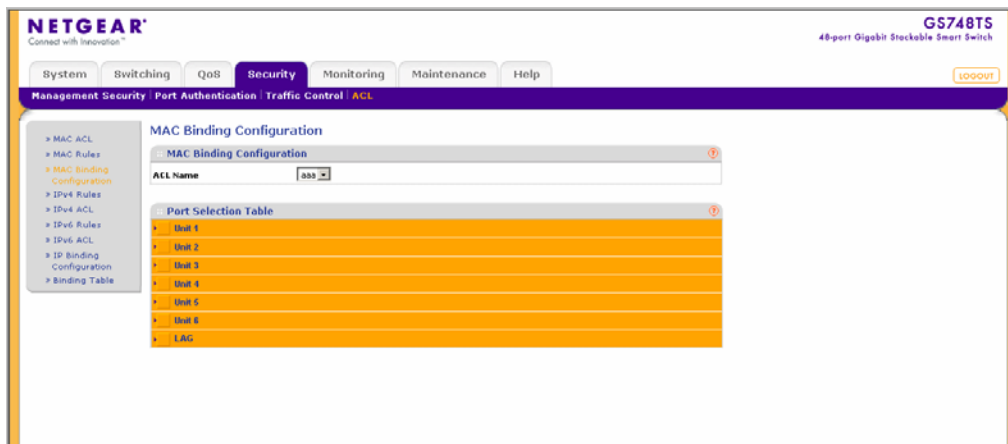 NETGEAR
Connect with Innovation™
GS748TS
48-port Gigabit Stackable Smart Switch
System Switching QoS Security Monitoring Maintenance Help
LOGOUT
Management Security Port Authentication Traffic Control ACL
» MAC ACL
» MAC Rules
» MAC Binding
Configuration
» IPv4 Rules
» IPv4 ACL
» IPv6 Rules
» IPv6 ACL
» IP Binding
Configuration
» Binding Table
MAC Binding Configuration
MAC Binding Configuration
ACL Name aaa
Port Selection Table
Unit 1
Unit 2
Unit 3
Unit 4
Unit 5
Unit 6
LAG